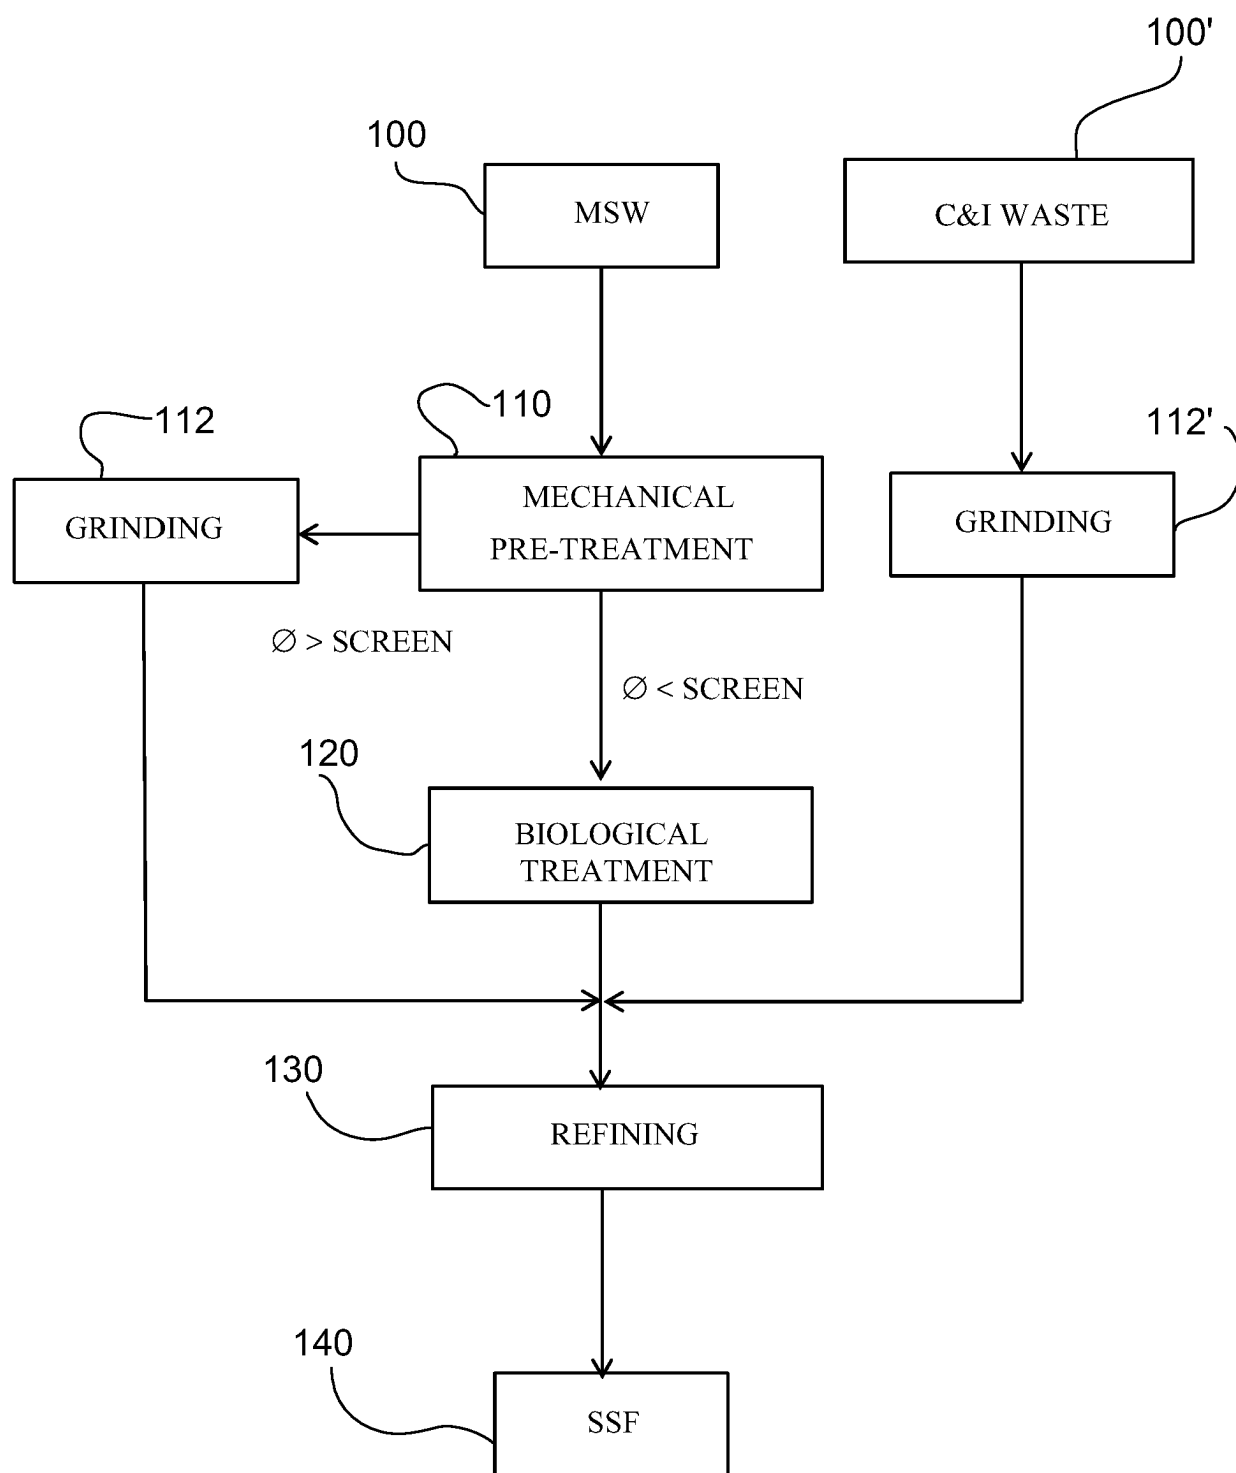 100'
100
MSW
C&I WASTE
110
112
112'
MECHANICAL
PRE-TREATMENT
GRINDING
GRINDING
∅ > SCREEN
∅ < SCREEN
120
BIOLOGICAL
TREATMENT
130
REFINING
140
SSF